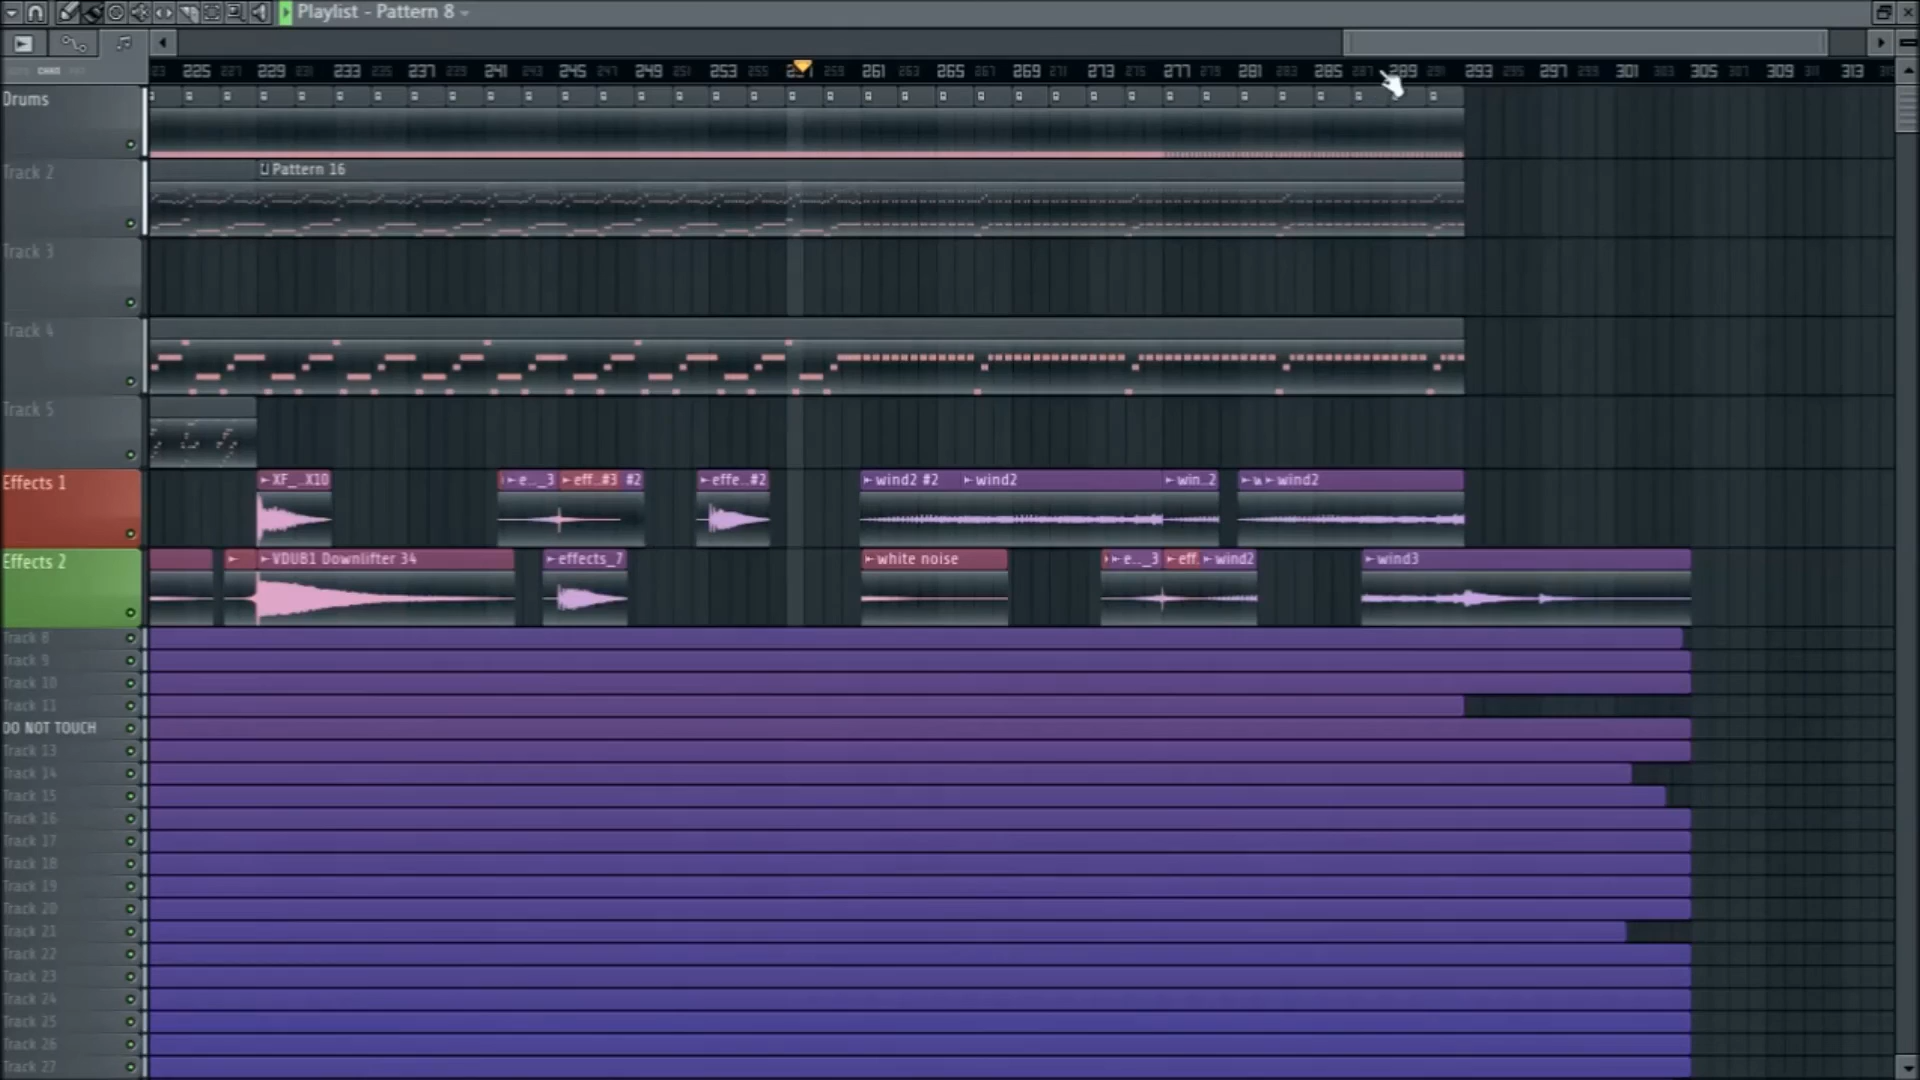 Playlist - Pattern 8
225 227 229 231 233 235 237 239 241 243 245 247 249 251 253 255 257 259 261 263 265 267 269 271 273 275 277 279 281 283 285 287 289 291 293 295 297 299 301 303 305 307 309 311 313
Drums
Track 2
Pattern 16
Track 3
Track 4
Track 5
Effects 1
XF_..X10
e.._3
eff..#3
#2
effe..#2
wind2 #2
wind2
win..2
wind2
Effects 2
VDUB1 Downlifter 34
effects_7
white noise
e.._3
eff.
wind2
wind3
Track 8
Track 9
Track 10
Track 11
DO NOT TOUCH
Track 13
Track 14
Track 15
Track 16
Track 17
Track 18
Track 19
Track 20
Track 21
Track 22
Track 23
Track 24
Track 25
Track 26
Track 27